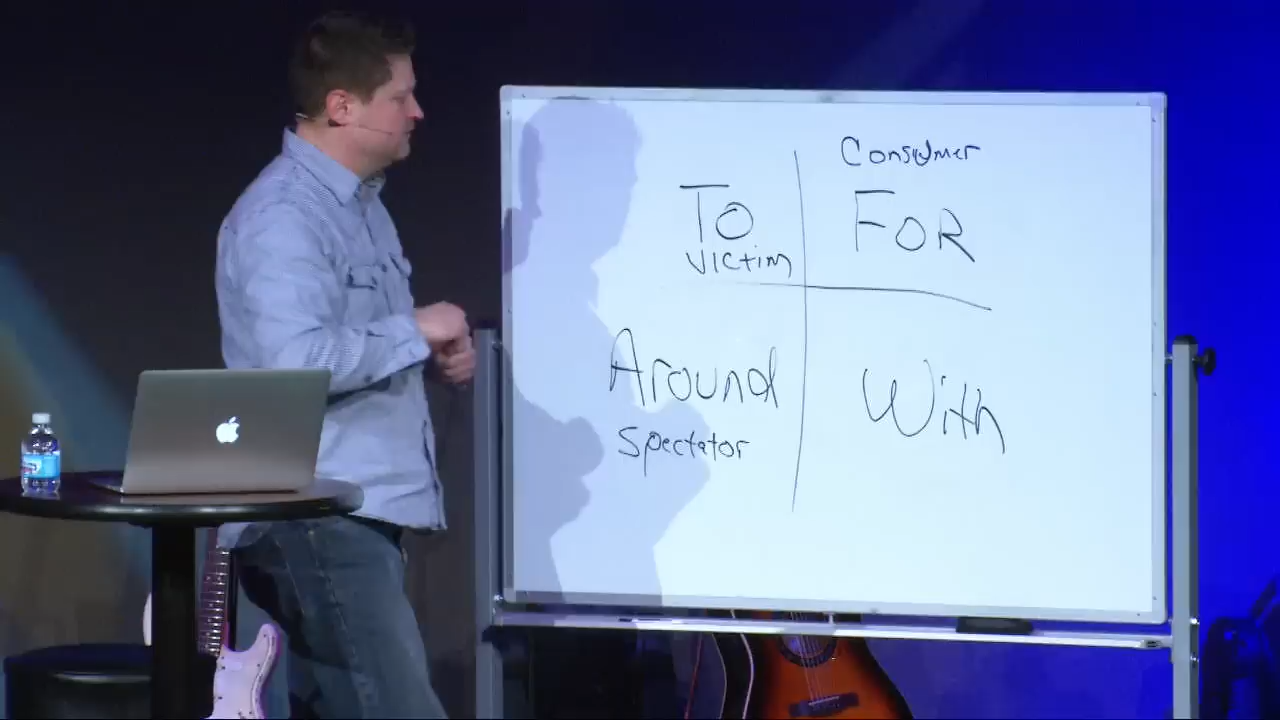 Consumer
TO
FOR
Victim
Around
With
Spectator